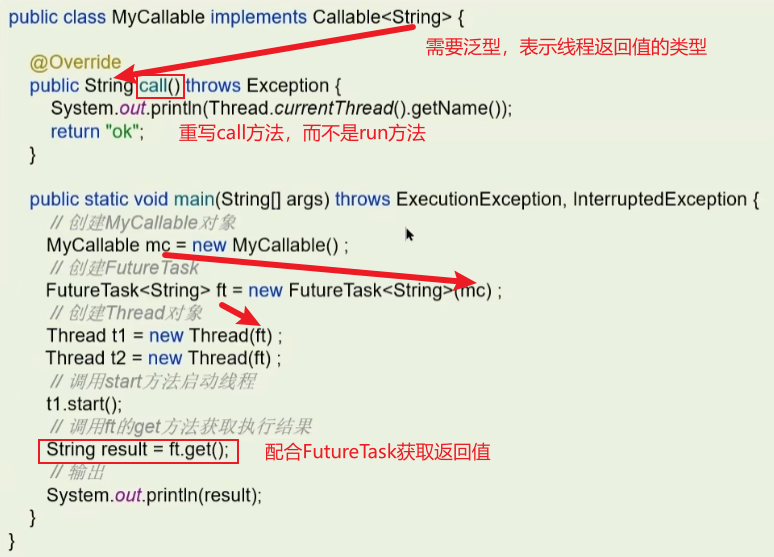 public class MyCallable implements Callable<String> {
需要泛型，表示线程返回值的类型
@Override
public String call() throws Exception {
System.out.println(Thread.currentThread().getName());
return "ok";
重写call方法，而不是run方法
}
public static void main(String[] args) throws ExecutionException, InterruptedException {
// 创建MyCallable对象
MyCallable mc = new MyCallable() ;
// 创建FutureTask
FutureTask<String> ft = new FutureTask<String>(mc) ;
// 创建Thread对象
Thread t1 = new Thread(ft) ;
Thread t2 = new Thread(ft) ;
// 调用start方法启动线程
t1.start();
// 调用ft的get方法获取执行结果
String result = ft.get();
配合FutureTask获取返回值
// 输出
System.out.println(result);
}
}